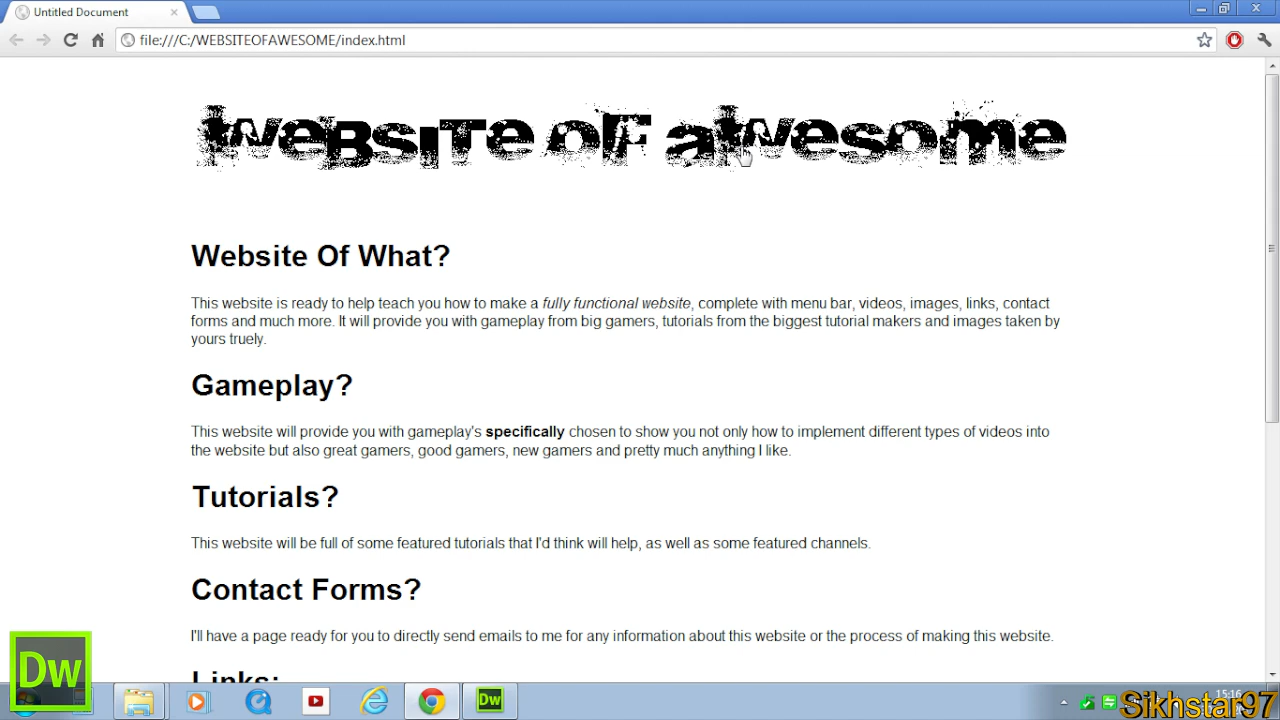 Untitled Document
file:///C:/WEBSITEOFAWESOME/index.html
WeBsiTe oF aWesome
Website Of What?
This website is ready to help teach you how to make a fully functional website, complete with menu bar, videos, images, links, contact
forms and much more. It will provide you with gameplay from big gamers, tutorials from the biggest tutorial makers and images taken by
yours truely.
Gameplay?
This website will provide you with gameplay's specifically chosen to show you not only how to implement different types of videos into
the website but also great gamers, good gamers, new gamers and pretty much anything I like.
Tutorials?
This website will be full of some featured tutorials that I'd think will help, as well as some featured channels.
Contact Forms?
I'll have a page ready for you to directly send emails to me for any information about this website or the process of making this website.
Links:
Dw
Dw
15:16
Sikhstar97